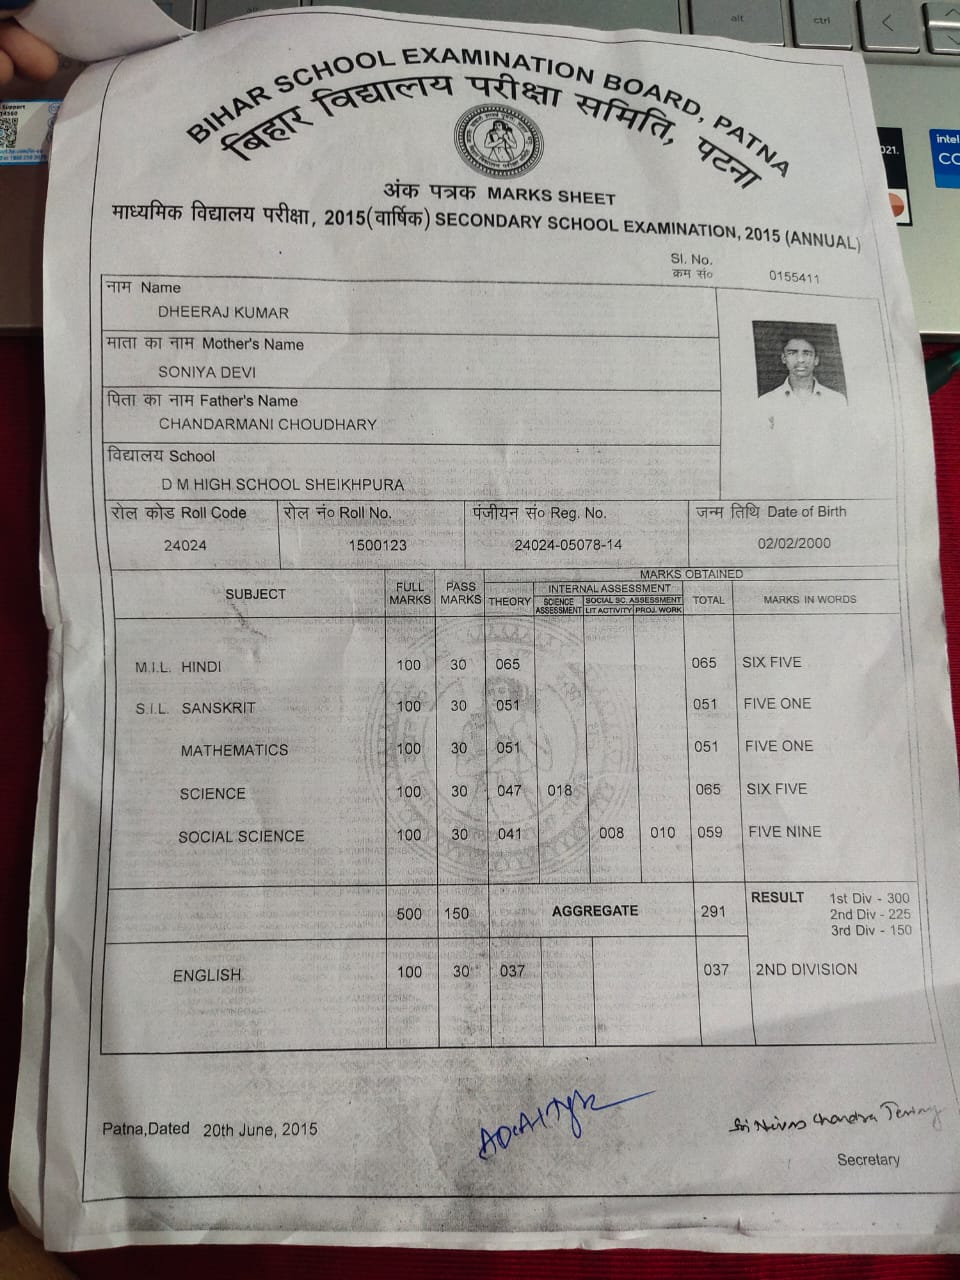 BIHAR SCHOOL EXAMINATION BOARD, PATNA
बिहार विद्यालय परीक्षा समिति, पटना
अंक पत्रक MARKS SHEET
माध्यमिक विद्यालय परीक्षा, 2015(वार्षिक) SECONDARY SCHOOL EXAMINATION, 2015 (ANNUAL)
SI. No.
क्रम सं० 0155411
नाम Name
DHEERAJ KUMAR
माता का नाम Mother's Name
SONIYA DEVI
पिता का नाम Father's Name
CHANDARMANI CHOUDHARY
विद्यालय School
D M HIGH SCHOOL SHEIKHPURA
रोल कोड Roll Code रोल नं० Roll No. पंजीयन सं० Reg. No. जन्म तिथि Date of Birth
24024 1500123 24024-05078-14 02/02/2000
MARKS OBTAINED
SUBJECT FULL MARKS PASS MARKS THEORY INTERNAL ASSESSMENT TOTAL MARKS IN WORDS
SCIENCE ASSESSMENT SOCIAL SC. ASSESSMENT
LIT ACTIVITY PROJ. WORK
M.I.L. HINDI 100 30 065 065 SIX FIVE
S.I.L. SANSKRIT 100 30 051 051 FIVE ONE
MATHEMATICS 100 30 051 051 FIVE ONE
SCIENCE 100 30 047 018 065 SIX FIVE
SOCIAL SCIENCE 100 30 041 008 010 059 FIVE NINE
500 150 AGGREGATE 291 RESULT 1st Div - 300
2nd Div - 225
3rd Div - 150
ENGLISH 100 30 037 037 2ND DIVISION
Patna,Dated 20th June, 2015
Secretary
alt
ctrl
Support
021.
intel